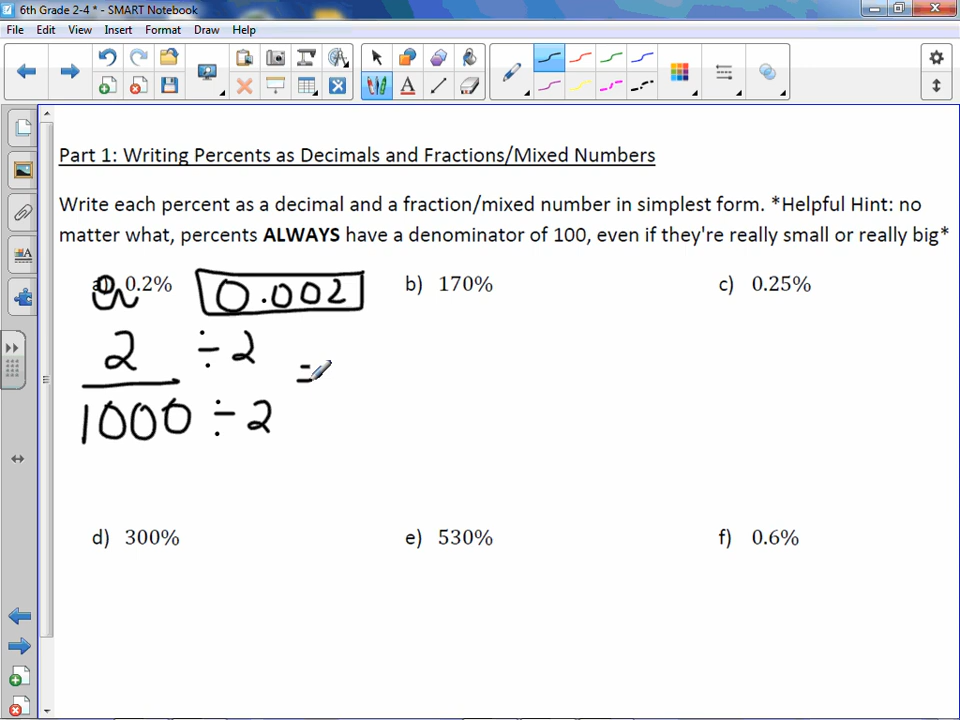 6th Grade 2-4 * - SMART Notebook
File Edit View Insert Format Draw Help
Part 1: Writing Percents as Decimals and Fractions/Mixed Numbers
Write each percent as a decimal and a fraction/mixed number in simplest form. *Helpful Hint: no
matter what, percents ALWAYS have a denominator of 100, even if they're really small or really big*
a) 0.2% 0.002 b) 170% c) 0.25%
2 ÷ 2
=
1000 ÷ 2
d) 300% e) 530% f) 0.6%